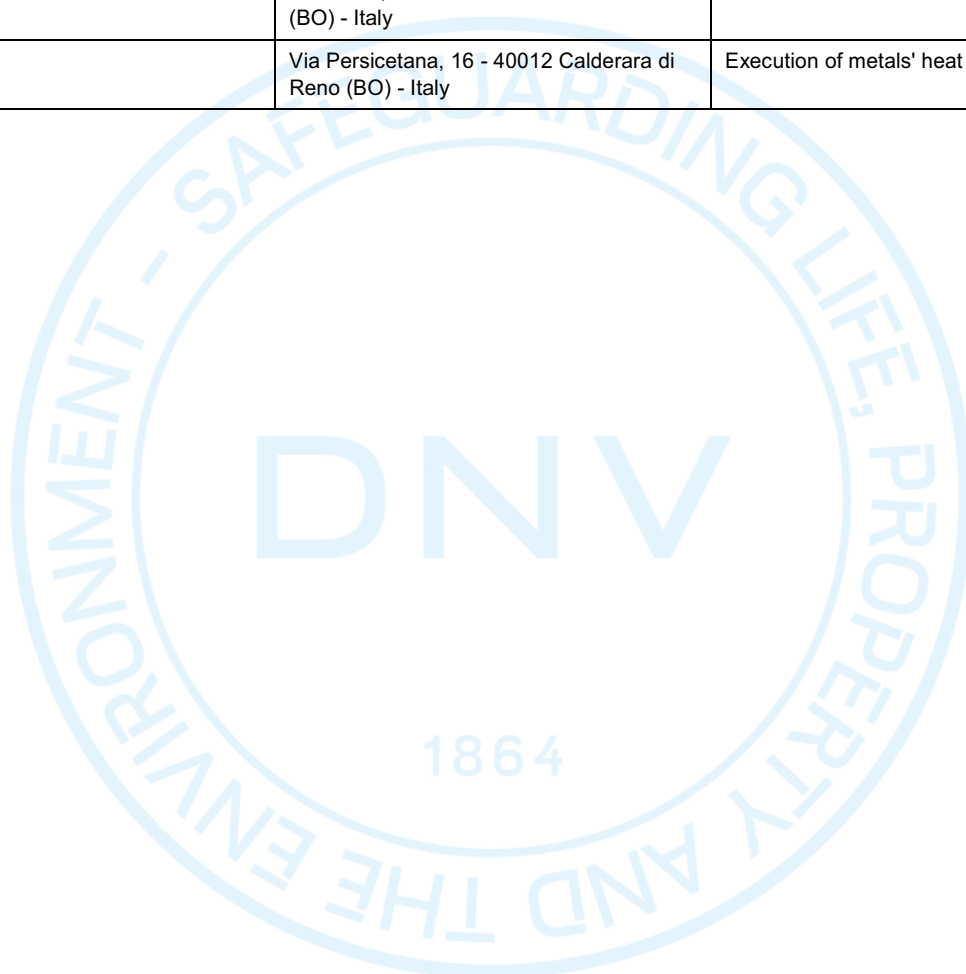 (BO) - Italy
Via Persicetana, 16 - 40012 Calderara di
Reno (BO) - Italy
Execution of metals' heat
SAFEGUARDING LIFE, PROPERTY AND THE ENVIRONMENT -
DNV
1864